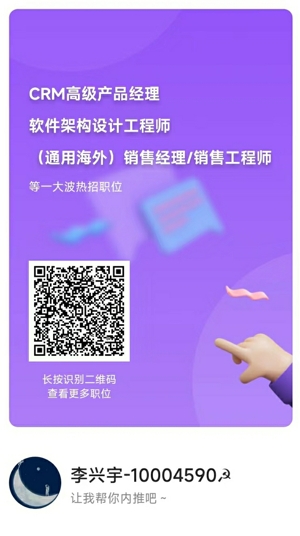 CRM高级产品经理
软件架构设计工程师
（通用海外）销售经理/销售工程师
等一大波热招职位
长按识别二维码
查看更多职位
李兴宇-10004590☭
让我帮你内推吧 ~